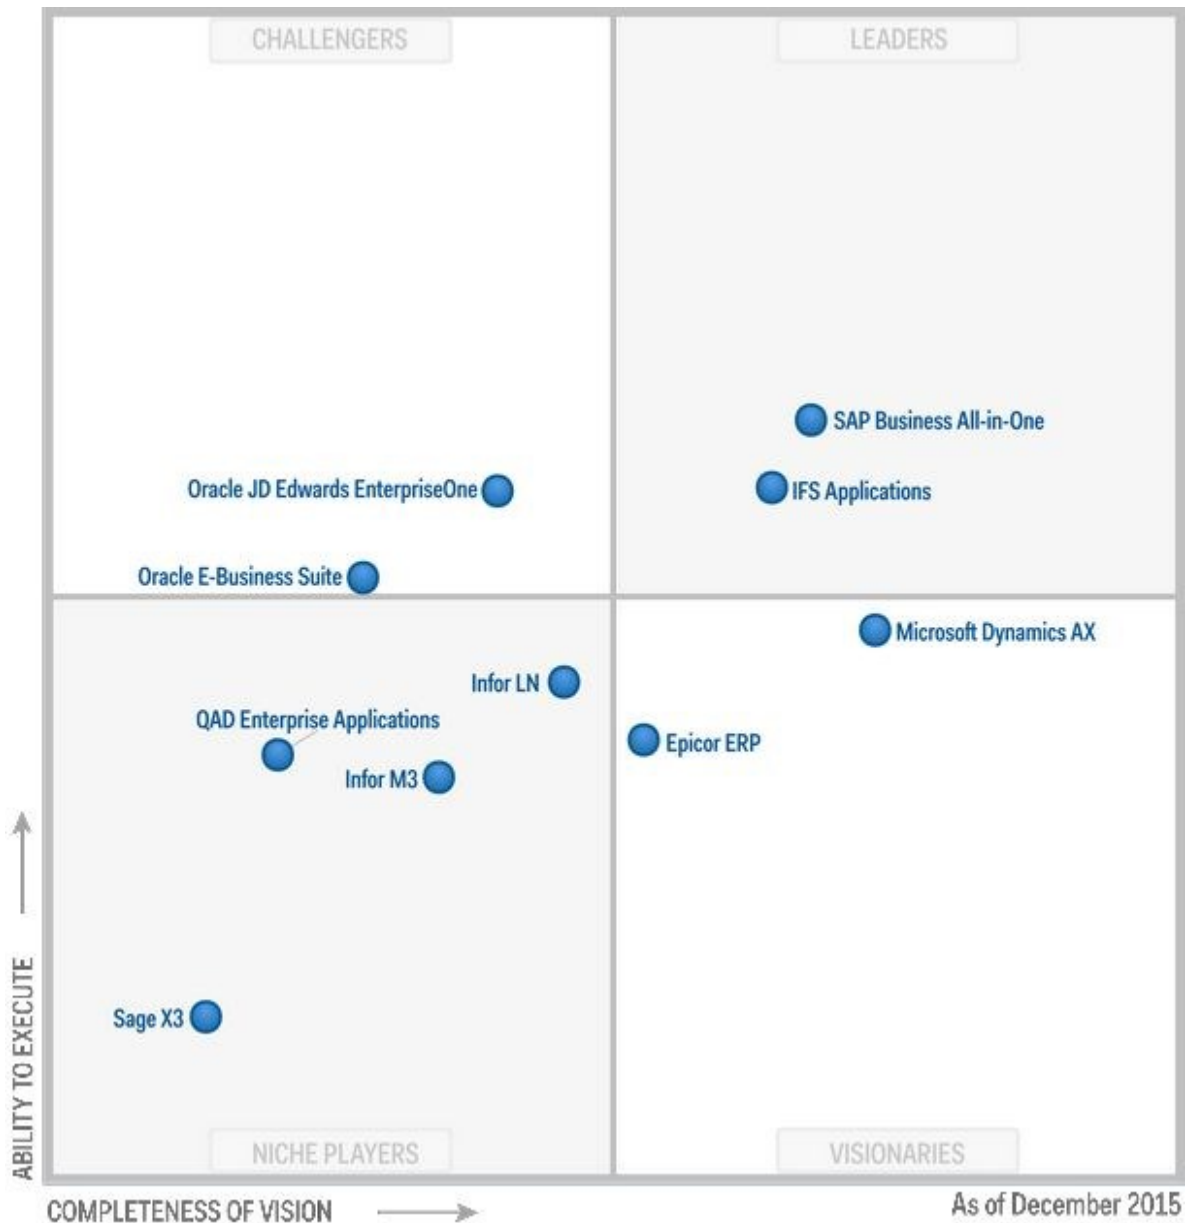 CHALLENGERS
LEADERS
SAP Business All-in-One
Oracle JD Edwards EnterpriseOne
IFS Applications
Oracle E-Business Suite
Microsoft Dynamics AX
Infor LN
QAD Enterprise Applications
Epicor ERP
Infor M3
Sage X3
NICHE PLAYERS
VISIONARIES
ABILITY TO EXECUTE
COMPLETENESS OF VISION
As of December 2015